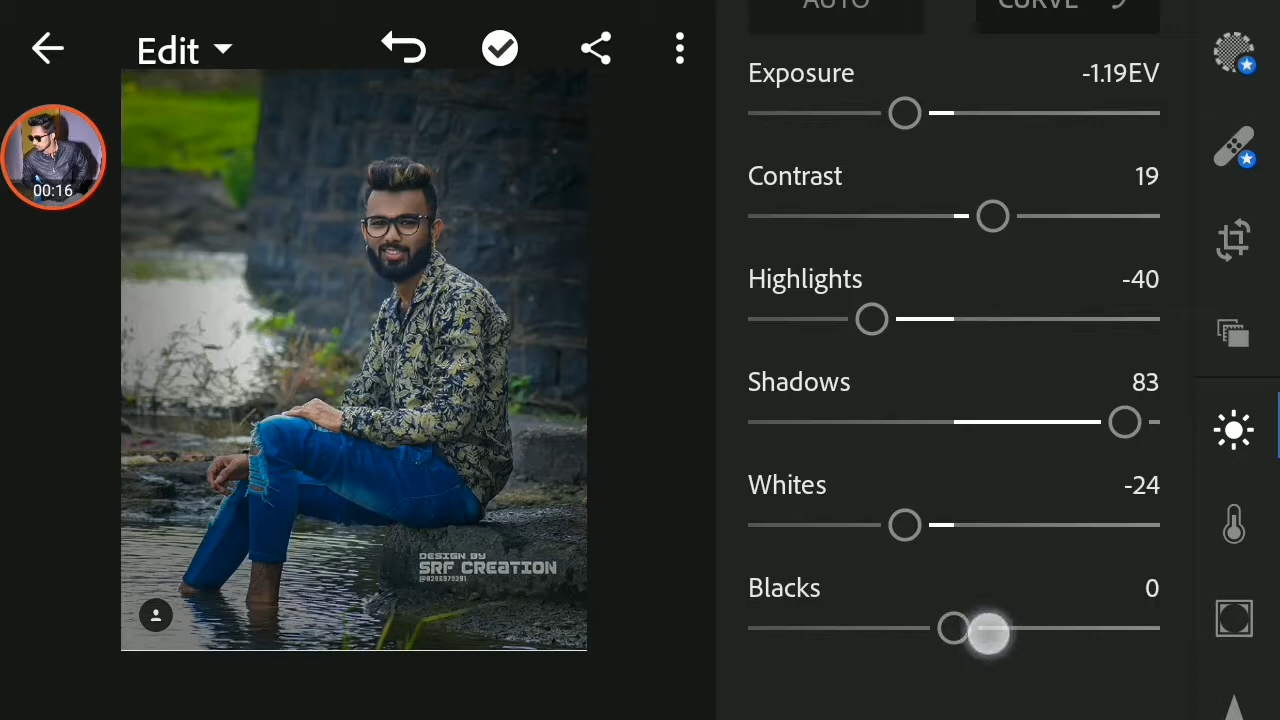 AUTO
CURVE
Edit
Exposure
-1.19EV
00:16
Contrast
19
Highlights
-40
Shadows
83
Whites
-24
DESIGN BY
SRF CREATION
Blacks
0